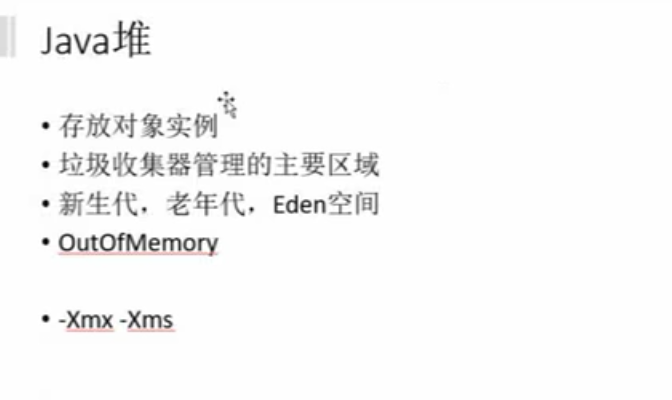 Java堆
• 存放对象实例
• 垃圾收集器管理的主要区域
• 新生代，老年代，Eden空间
• OutOfMemory
• -Xmx -Xms